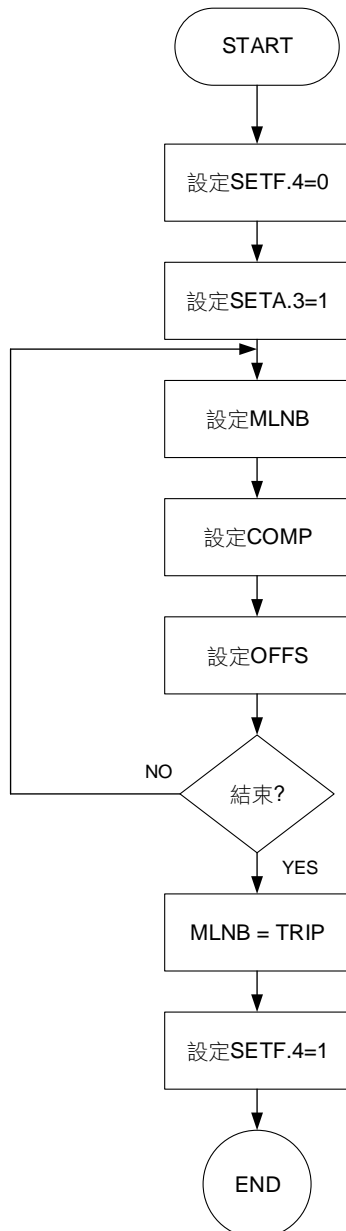 START
設定SETF.4=0
設定SETA.3=1
設定MLNB
設定COMP
設定OFFS
結束?
NO
YES
MLNB = TRIP
設定SETF.4=1
END